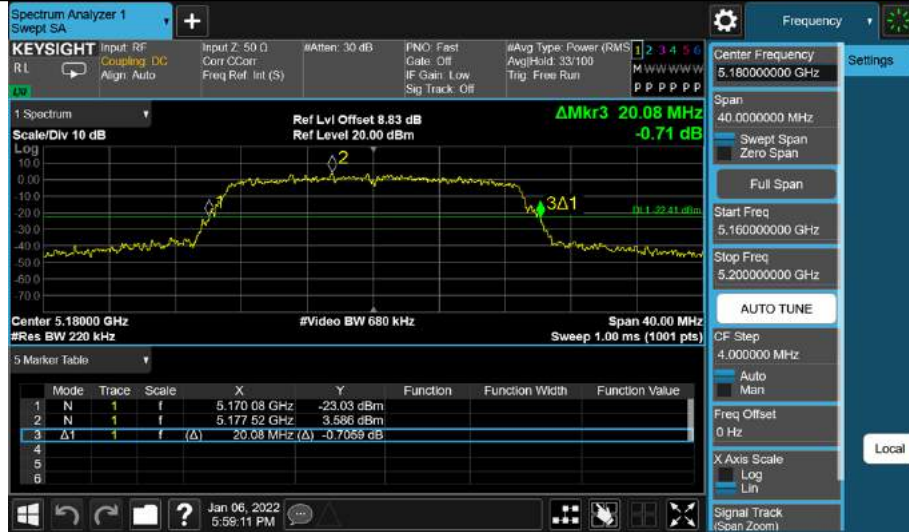 Spectrum Analyzer 1
Swept SA
+
Frequency
KEYSIGHT
Input: RF
Input Z: 50 Ω
#Atten: 30 dB
PNO: Fast
#Avg Type: Power (RMS
1 2 3 4 5 6
RL
Coupling: DC
Corr CCorr
Gate: Off
Avg|Hold: 33/100
M W W W W W
Align: Auto
Freq Ref: Int (S)
IF Gain: Low
Trig: Free Run
Sig Track: Off
P P P P P P
Center Frequency
5.180000000 GHz
Settings
1 Spectrum
Ref Lvl Offset 8.83 dB
ΔMkr3 20.08 MHz
Scale/Div 10 dB
Ref Level 20.00 dBm
-0.71 dB
Span
40.0000000 MHz
Swept Span
Zero Span
Full Span
Start Freq
5.160000000 GHz
Stop Freq
5.200000000 GHz
AUTO TUNE
CF Step
4.000000 MHz
Auto
Man
Freq Offset
0 Hz
X Axis Scale
Log
Lin
Signal Track
(Span Zoom)
Local
Log
10.0
0.00
-10.0
-20.0
-30.0
-40.0
-50.0
-60.0
-70.0
2
3Δ1
DL1 -22.41 dBm
Center 5.18000 GHz
#Video BW 680 kHz
Span 40.00 MHz
#Res BW 220 kHz
Sweep 1.00 ms (1001 pts)
5 Marker Table
Mode Trace Scale X Y Function Function Width Function Value
1 N 1 f 5.170 08 GHz -23.03 dBm
2 N 1 f 5.177 52 GHz 3.586 dBm
3 Δ1 1 f (Δ) 20.08 MHz (Δ) -0.7059 dB
4
5
6
?
Jan 06, 2022
5:59:11 PM